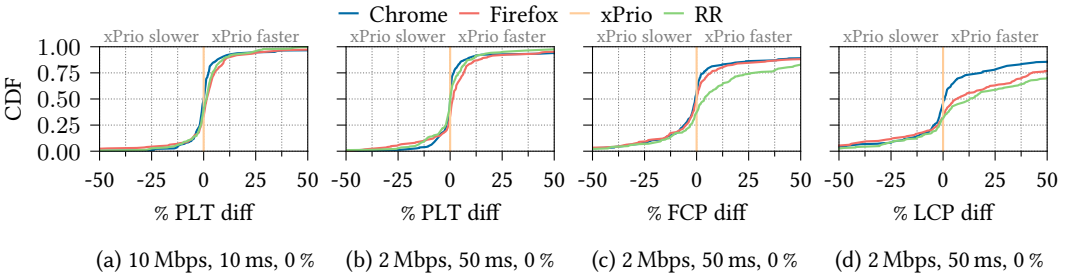 Chrome Firefox xPrio RR
xPrio slower xPrio faster xPrio slower xPrio faster xPrio slower xPrio faster xPrio slower xPrio faster
CDF
1.00
0.75
0.50
0.25
0.00
-50 -25 0 25 50 -50 -25 0 25 50 -50 -25 0 25 50 -50 -25 0 25 50
% PLT diff % PLT diff % FCP diff % LCP diff
(a) 10 Mbps, 10 ms, 0 % (b) 2 Mbps, 50 ms, 0 % (c) 2 Mbps, 50 ms, 0 % (d) 2 Mbps, 50 ms, 0 %